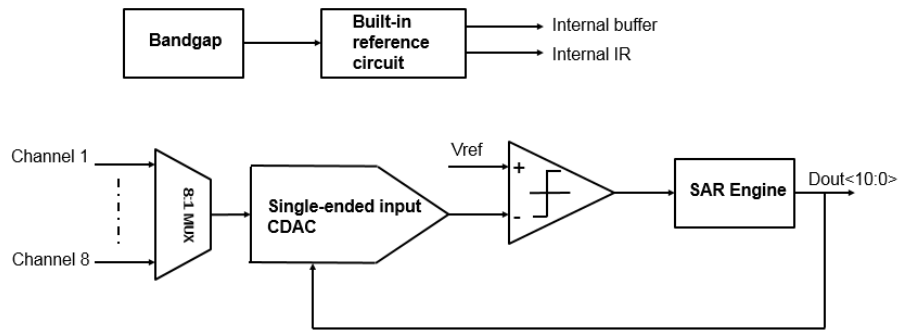 Bandgap
Built-in
reference
circuit
Internal buffer
Internal IR
Channel 1
Channel 8
8:1 MUX
Single-ended input
CDAC
Vref
+
-
SAR Engine
Dout<10:0>